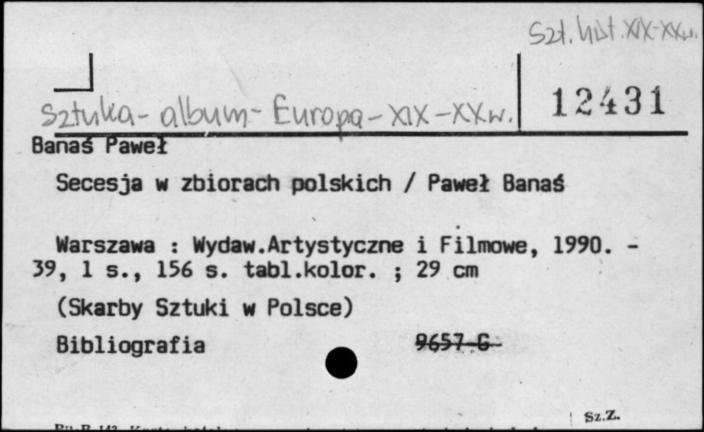 Szt. hist. XIX-XXw.
Sztuka - album - Europa - XIX - XX w.
12431
Banaś Paweł
Secesja w zbiorach polskich / Paweł Banaś
Warszawa : Wydaw.Artystyczne i Filmowe, 1990. -
39, 1 s., 156 s. tabl.kolor. ; 29 cm
(Skarby Sztuki w Polsce)
Bibliografia
9657 G
Sz.Z.